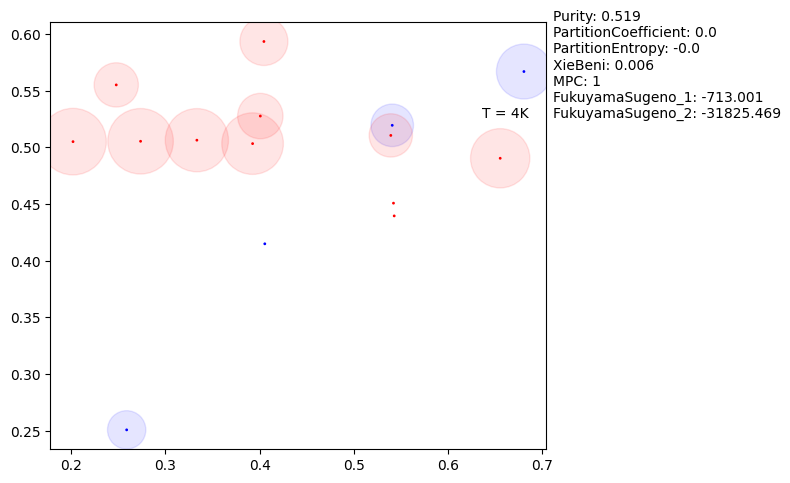 Purity: 0.519
PartitionCoefficient: 0.0
PartitionEntropy: -0.0
XieBeni: 0.006
MPC: 1
FukuyamaSugeno_1: -713.001
FukuyamaSugeno_2: -31825.469
T = 4K
0.60
0.55
0.50
0.45
0.40
0.35
0.30
0.25
0.2 0.3 0.4 0.5 0.6 0.7